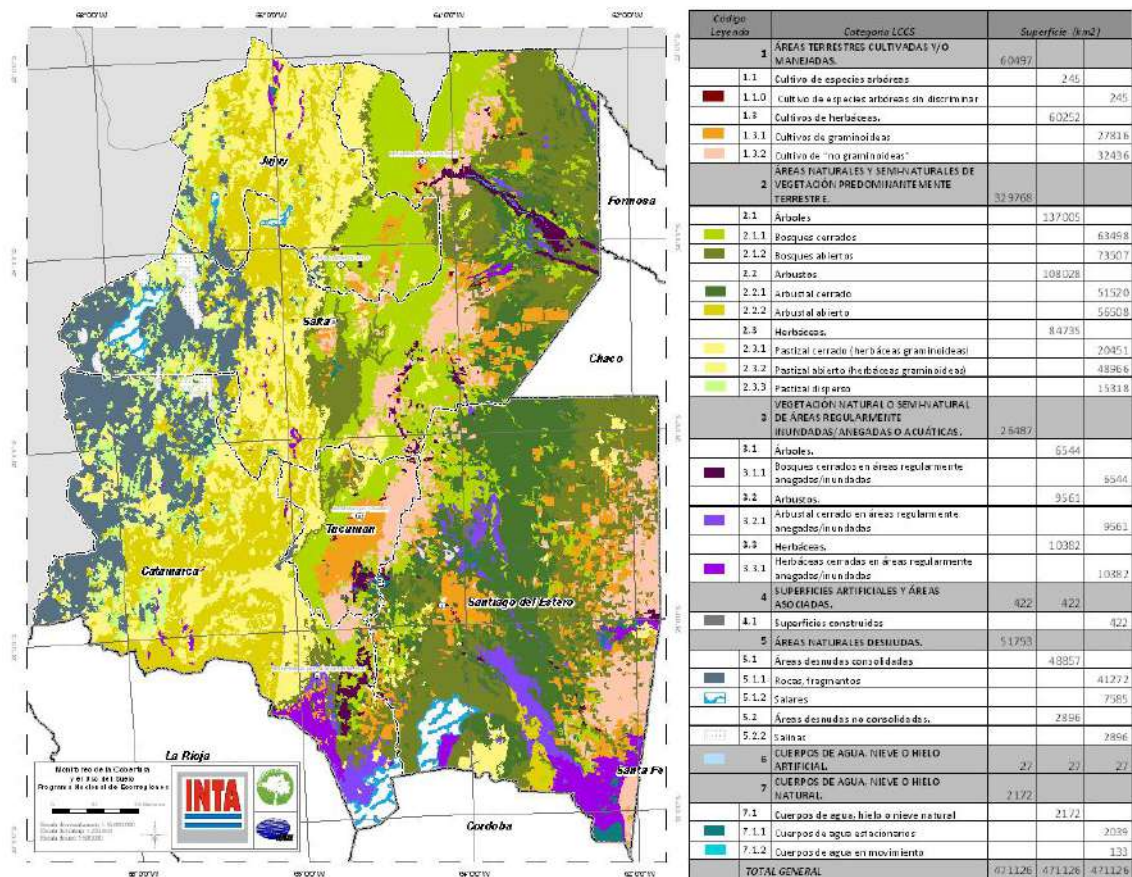 Jujuy
Formosa
Salta
Chaco
Tucuman
Catamarca
Santiago del Estero
La Rioja
Santa Fe
Cordoba
Monitoreo de la Cobertura
y el Uso del Suelo
Programa Nacional de Ecorregiones
INTA
Código Leyenda Categoría LCCS Superficie (km2)
1 ÁREAS TERRESTRES CULTIVADAS Y/O
MANEJADAS. 60497
1.1 Cultivo de especies arbóreas 245
1.1.0 Cultivo de especies arbóreas sin discriminar 245
1.3 Cultivos de herbáceas. 60252
1.3.1 Cultivos de graminoideas 27816
1.3.2 Cultivo de "no graminoideas" 32436
2 ÁREAS NATURALES Y SEMI-NATURALES DE
VEGETACIÓN PREDOMINANTEMENTE
TERRESTRE. 329768
2.1 Árboles 137005
2.1.1 Bosques cerrados 63498
2.1.2 Bosques abiertos 73507
2.2 Arbustos 108028
2.2.1 Arbustal cerrado 51520
2.2.2 Arbustal abierto 56508
2.3 Herbáceas. 84735
2.3.1 Pastizal cerrado (herbáceas graminoideas) 20451
2.3.2 Pastizal abierto (herbáceas graminoideas) 48966
2.3.3 Pastizal disperso 15318
3 VEGETACIÓN NATURAL O SEMI-NATURAL
DE ÁREAS REGULARMENTE
INUNDADAS/ANEGADAS O ACUÁTICAS. 26487
3.1 Árboles. 6544
3.1.1 Bosques cerrados en áreas regularmente
anegadas/inundadas 6544
3.2 Arbustos. 9561
3.2.1 Arbustal cerrado en áreas regularmente
anegadas/inundadas 9561
3.3 Herbáceas. 10382
3.3.1 Herbáceas cerradas en áreas regularmente
anegadas/inundadas 10382
4 SUPERFICIES ARTIFICIALES Y ÁREAS
ASOCIADAS. 422 422
4.1 Superficies construidas 422
5 ÁREAS NATURALES DESNUDAS. 51753
5.1 Áreas desnudas consolidadas 48857
5.1.1 Rocas, fragmentos 41272
5.1.2 Salares 7585
5.2 Áreas desnudas no consolidadas. 2896
5.2.2 Salinas 2896
6 CUERPOS DE AGUA, NIEVE O HIELO
ARTIFICIAL. 27 27 27
7 CUERPOS DE AGUA, NIEVE O HIELO
NATURAL. 2172
7.1 Cuerpos de agua, hielo o nieve natural 2172
7.1.1 Cuerpos de agua estacionarios 2039
7.1.2 Cuerpos de agua en movimiento 133
TOTAL GENERAL 471126 471126 471126